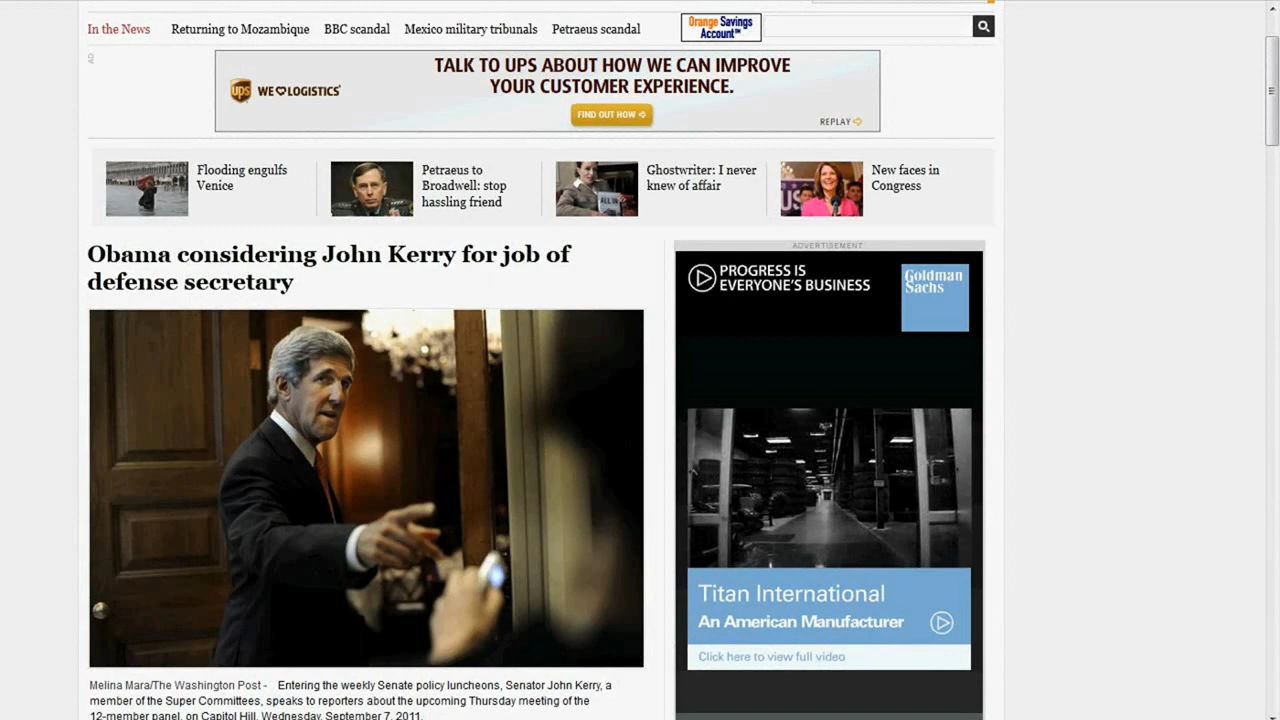 In the News Returning to Mozambique BBC scandal Mexico military tribunals Petraeus scandal
Orange Savings
Account℠
AD
ups WE LOGISTICS
TALK TO UPS ABOUT HOW WE CAN IMPROVE
YOUR CUSTOMER EXPERIENCE.
FIND OUT HOW
REPLAY
Flooding engulfs
Venice
Petraeus to
Broadwell: stop
hassling friend
ALL IN
Ghostwriter: I never
knew of affair
US
New faces in
Congress
Obama considering John Kerry for job of
defense secretary
Melina Mara/The Washington Post - Entering the weekly Senate policy luncheons, Senator John Kerry, a
member of the Super Committees, speaks to reporters about the upcoming Thursday meeting of the
12-member panel, on Capitol Hill, Wednesday, September 7, 2011.
ADVERTISEMENT
PROGRESS IS
EVERYONE'S BUSINESS
Goldman
Sachs
Titan International
An American Manufacturer
Click here to view full video